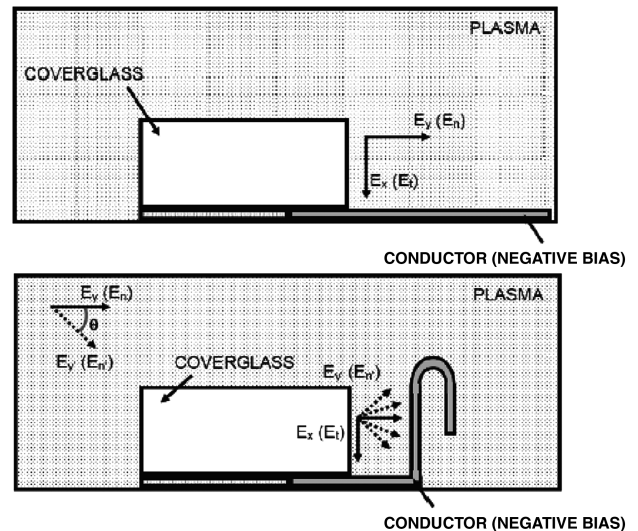 PLASMA
COVERGLASS
Ey (En)
Ex (Et)
CONDUCTOR (NEGATIVE BIAS)
Ey (En)
PLASMA
θ
Ey' (En')
COVERGLASS
Ey' (En')
Ex (Et)
CONDUCTOR (NEGATIVE BIAS)